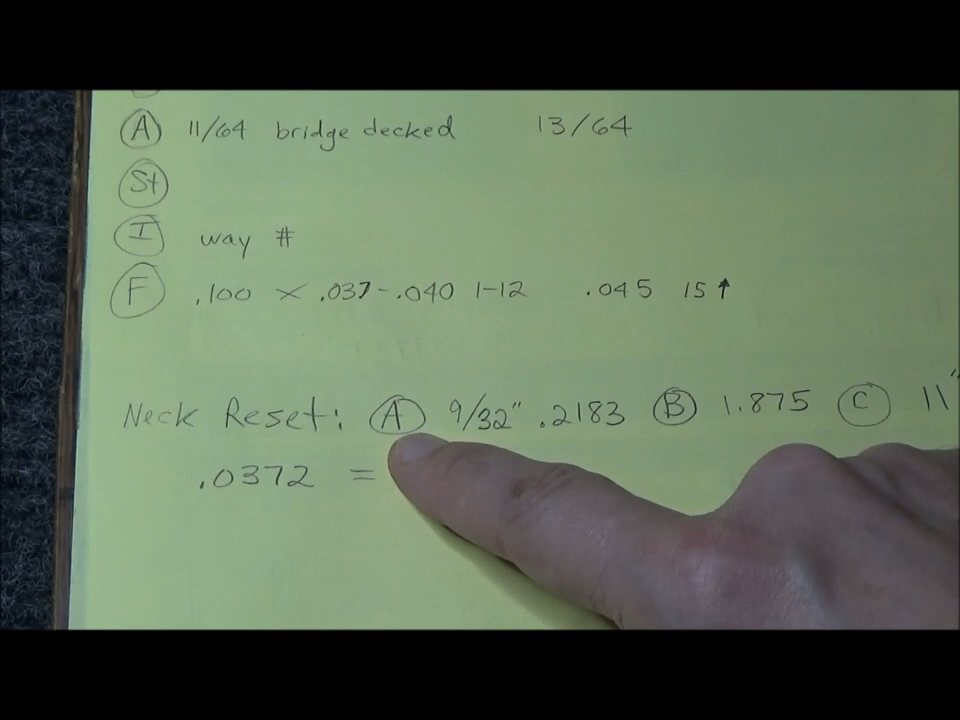 A 11/64 bridge decked 13/64
St
I way #
F .100 × .037-.040 1-12 .045 15↑
Neck Reset: A 9/32" .2183 B 1.875 C 11"
.0372 =